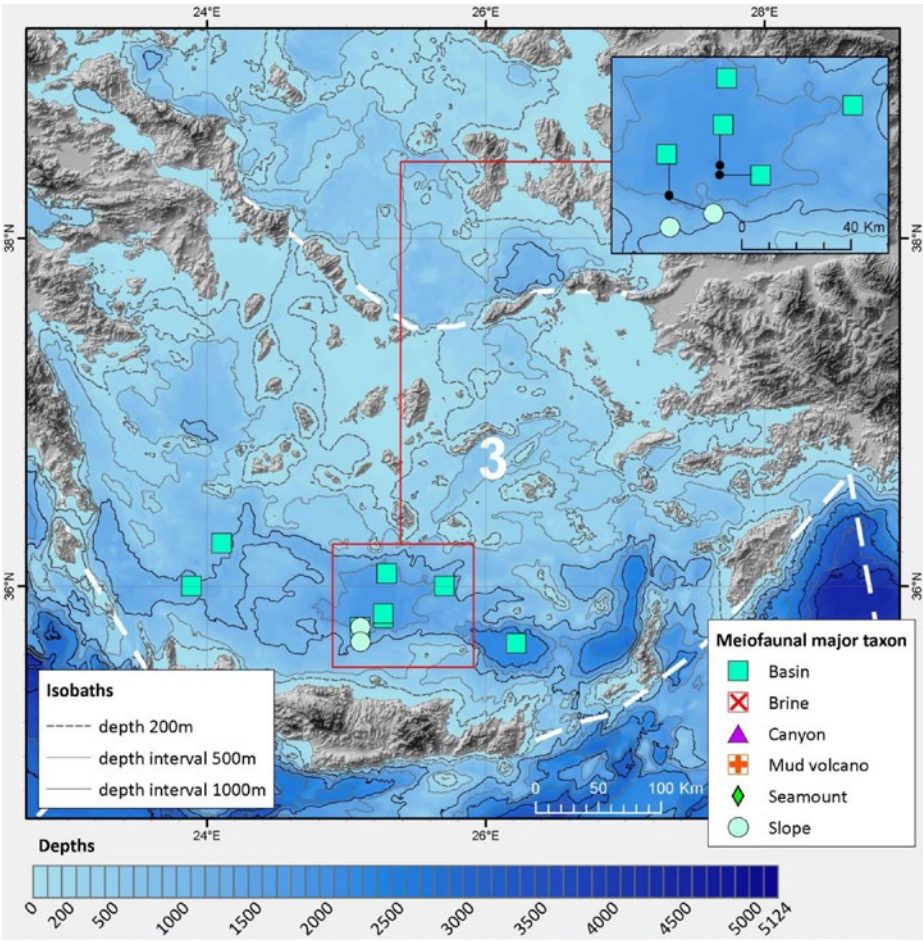 24°E 26°E 28°E
0 40 Km
38°N 38°N
3
36°N 36°N
Isobaths
depth 200m
depth interval 500m
depth interval 1000m
0 50 100 Km
Meiofaunal major taxon
Basin
Brine
Canyon
Mud volcano
Seamount
Slope
24°E 26°E
Depths
0 200 500 1000 1500 2000 2500 3000 3500 4000 4500 5000 5124